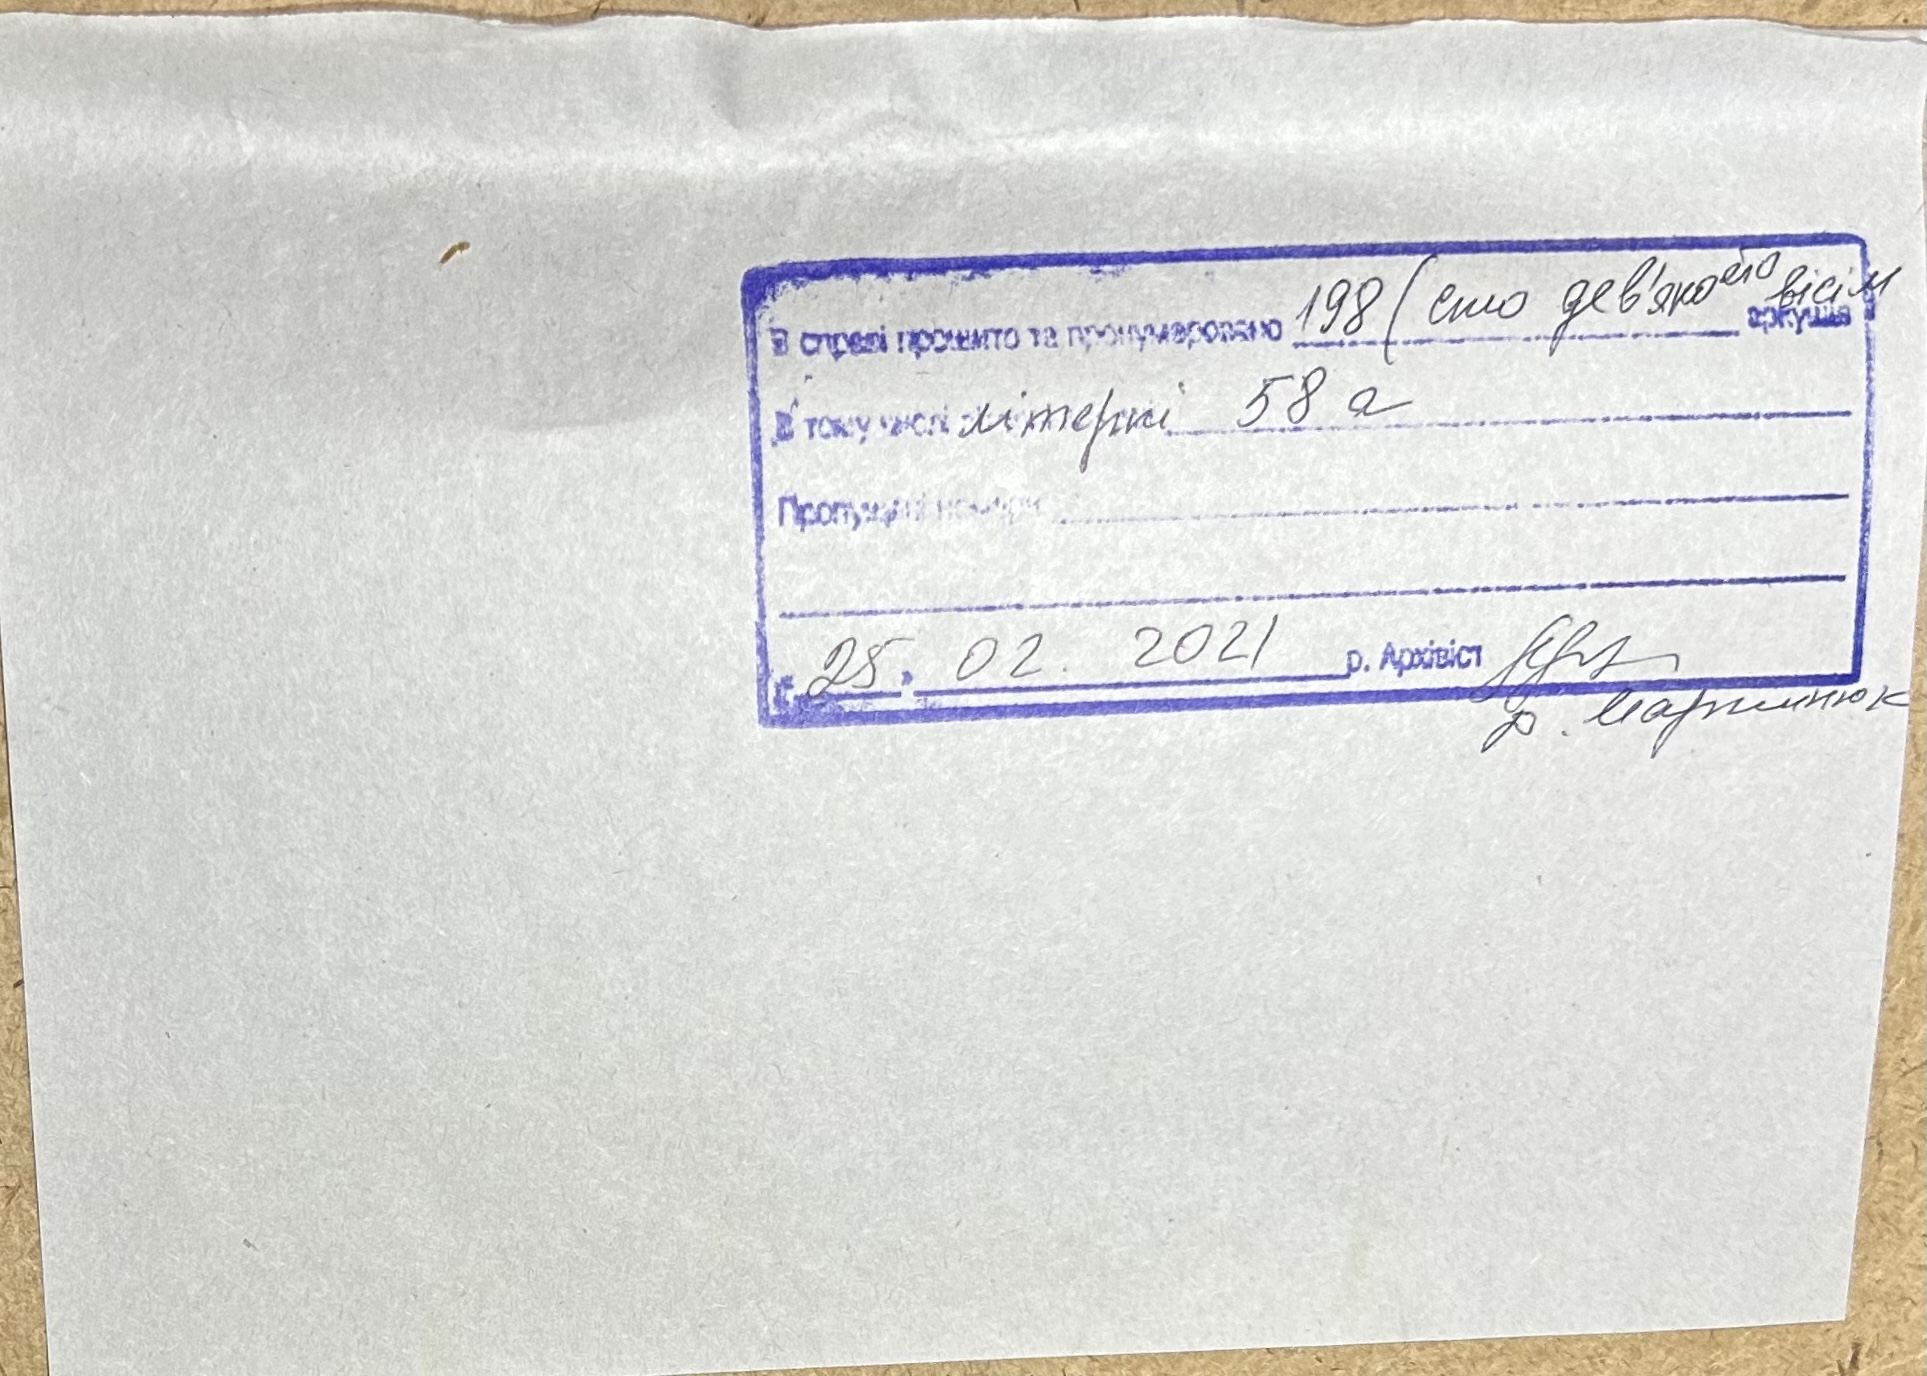 В справі прошито та пронумеровано 198 (сто дев'яносто вісім аркушів
В тому числі літерні 58 а
Пропущені номери
" 25 " 02. 2021 р. Архівіст
Мартинюк